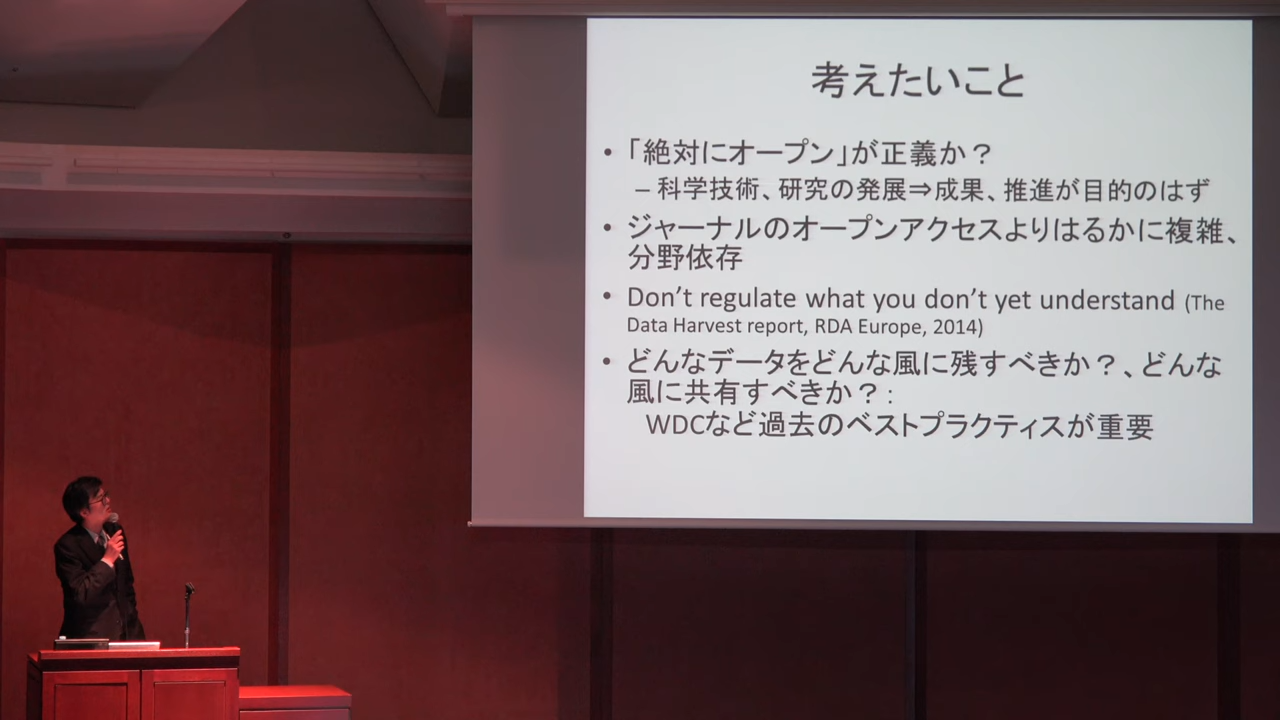 考えたいこと
• 「絶対にオープン」が正義か？
– 科学技術、研究の発展⇒成果、推進が目的のはず
• ジャーナルのオープンアクセスよりはるかに複雑、
分野依存
• Don’t regulate what you don’t yet understand (The
Data Harvest report, RDA Europe, 2014)
• どんなデータをどんな風に残すべきか？、どんな
風に共有すべきか？：
WDCなど過去のベストプラクティスが重要